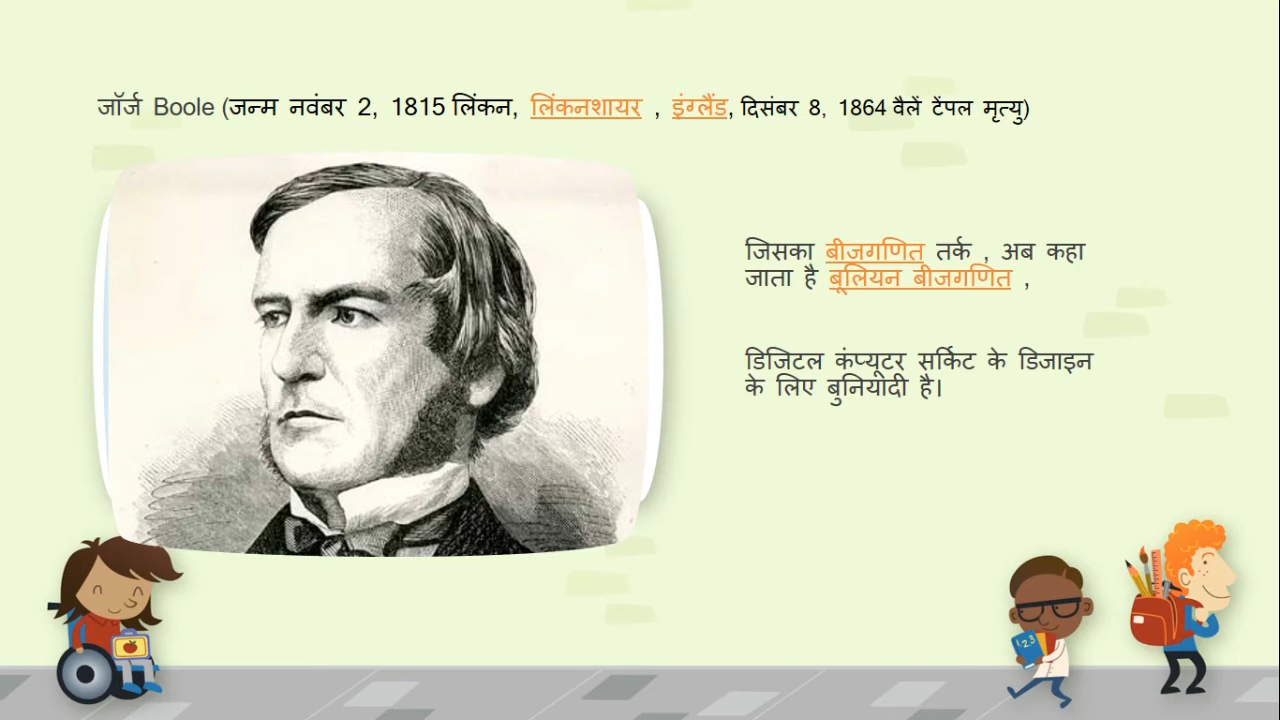 जॉर्ज Boole (जन्म नवंबर 2, 1815 लिंकन, लिंकनशायर , इंग्लैंड, दिसंबर 8, 1864 वैलें टेंपल मृत्यु)
जिसका बीजगणित तर्क , अब कहा
जाता है बूलियन बीजगणित ,
डिजिटल कंप्यूटर सर्किट के डिजाइन
के लिए बुनियादी है।
123